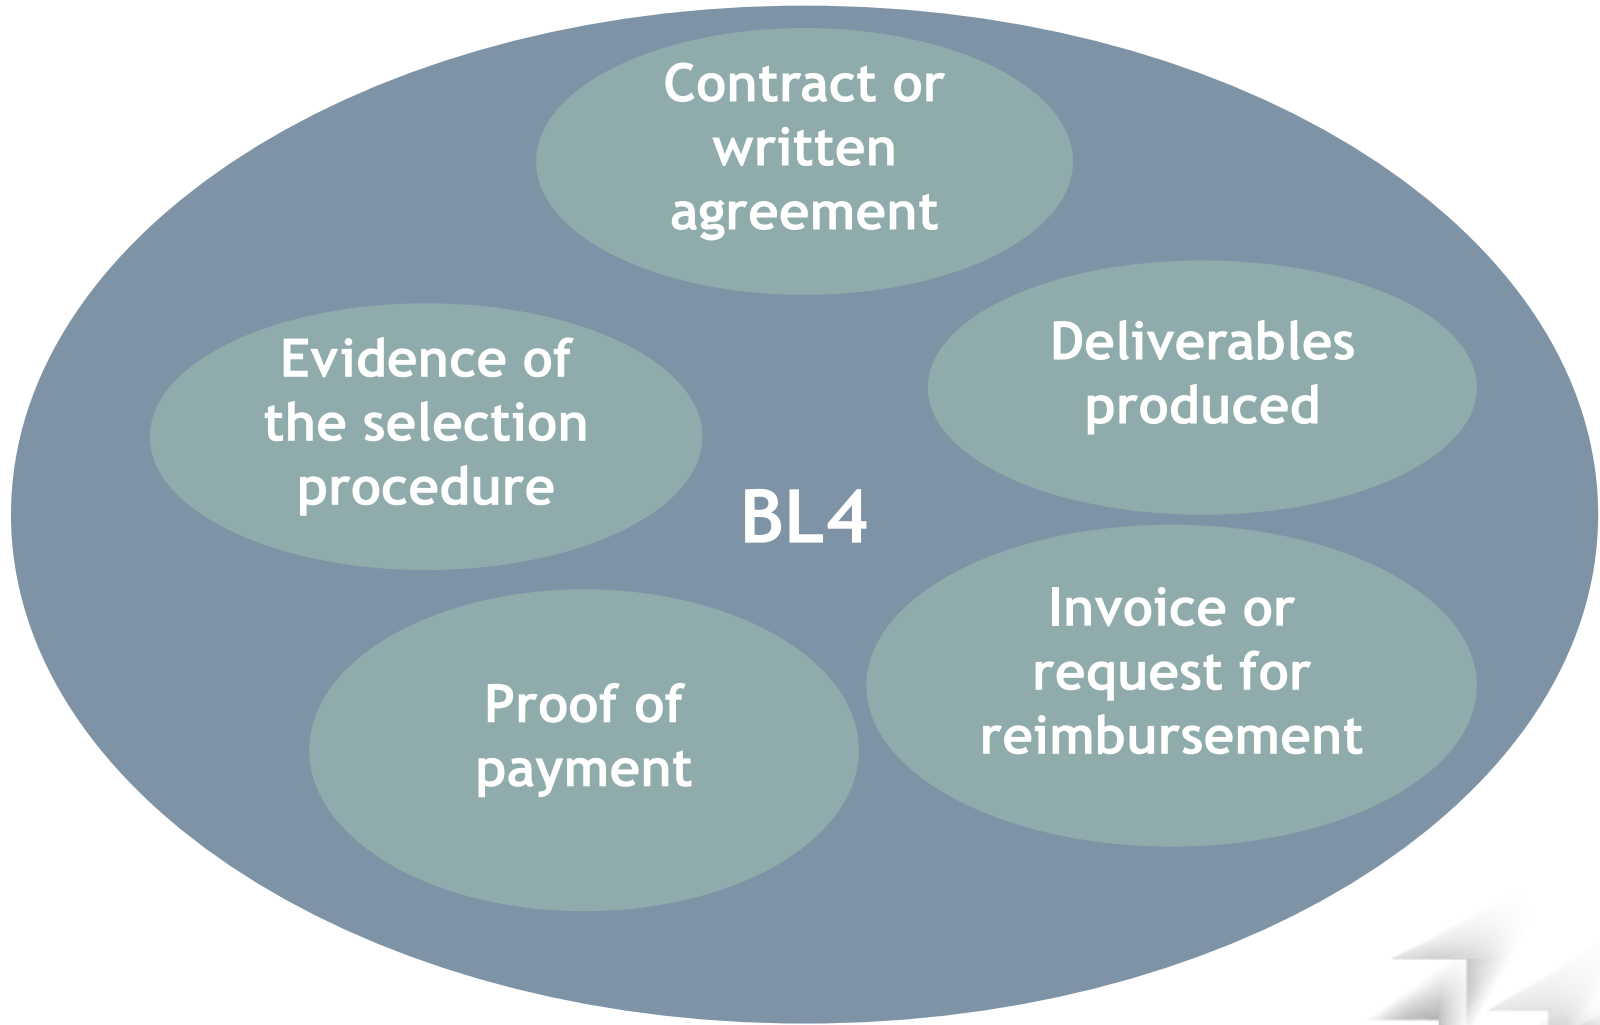 Contract or
written
agreement
Deliverables
produced
Evidence of
the selection
procedure
BL4
Invoice or
request for
reimbursement
Proof of
payment